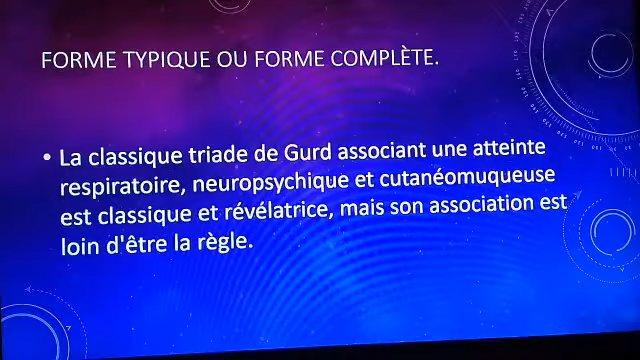 FORME TYPIQUE OU FORME COMPLÈTE.
• La classique triade de Gurd associant une atteinte
respiratoire, neuropsychique et cutanéomuqueuse
est classique et révélatrice, mais son association est
loin d'être la règle.